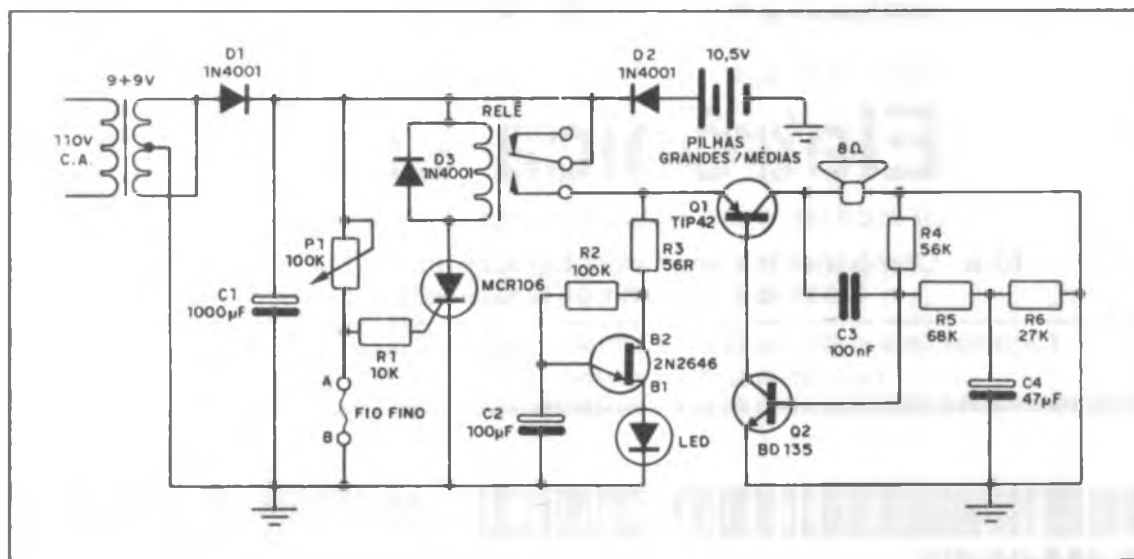 9+9V
110V
C.A.
D1
1N4001
C1
1000µF
P1
100K
R1
10K
A
FIO FINO
B
D3
1N4001
RELÊ
MCR106
D2
1N4001
10,5V
PILHAS
GRANDES/MÉDIAS
R2
100K
R3
56R
C2
100µF
B2
2N2646
B1
LED
Q1
TIP42
8Ω
R4
56K
C3
100nF
R5
68K
R6
27K
C4
47µF
Q2
BD 135